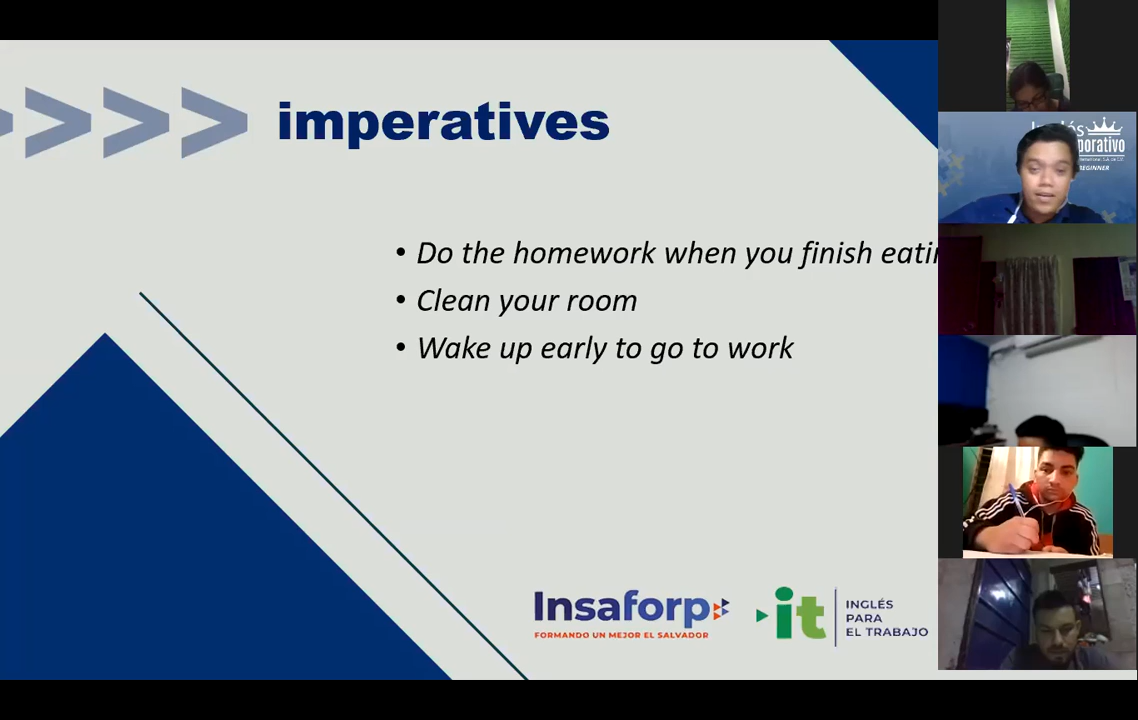 imperatives
• Do the homework when you finish
• Clean your room
• Wake up early to go to work
Insaforp
FORMANDO UN MEJOR EL SALVADOR
it
INGLÉS
PARA
EL TRABAJO
BEGINNER